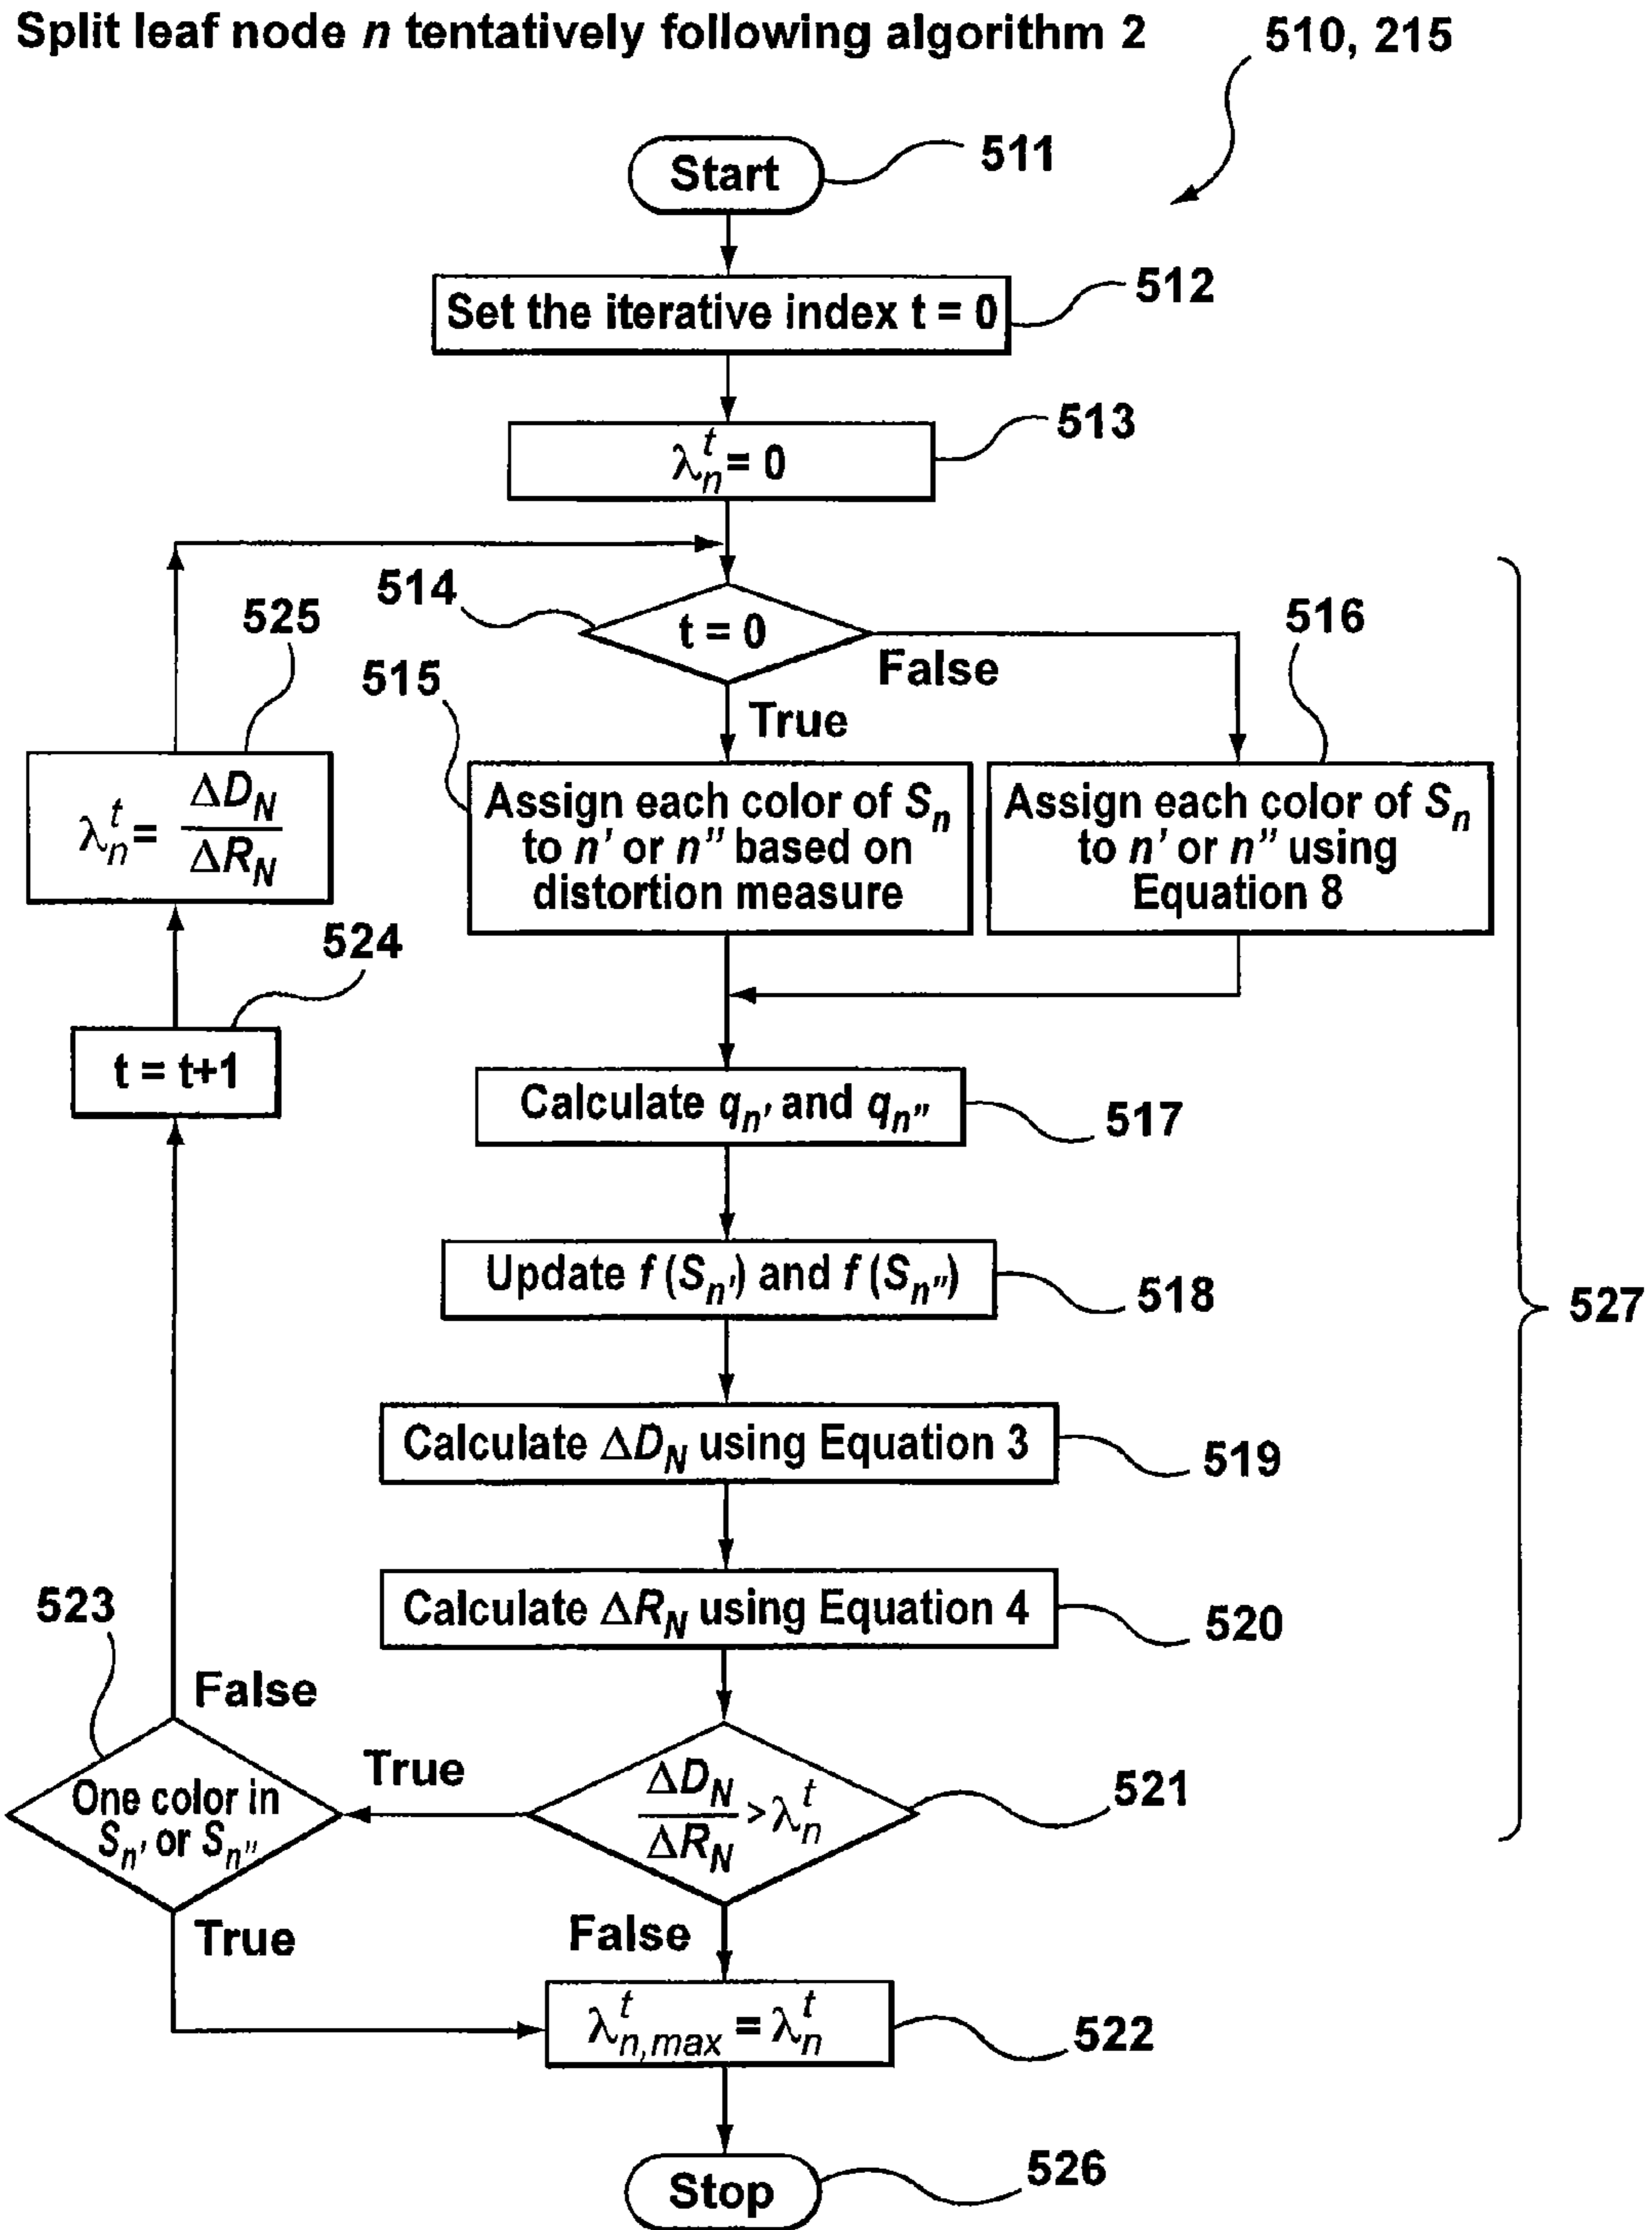 Split leaf node n tentatively following algorithm 2
510, 215
Start
511
Set the iterative index t = 0
512
λ_n^t = 0
513
514
t = 0
False
True
525
λ_n^t = ΔD_N / ΔR_N
515
Assign each color of S_n
to n' or n" based on
distortion measure
516
Assign each color of S_n
to n' or n" using
Equation 8
524
t = t+1
Calculate q_n' and q_n"
517
Update f (S_n') and f (S_n")
518
527
Calculate ΔD_N using Equation 3
519
Calculate ΔR_N using Equation 4
520
523
False
One color in
S_n' or S_n"
True
True
ΔD_N / ΔR_N > λ_n^t
521
False
λ_n,max^t = λ_n^t
522
Stop
526